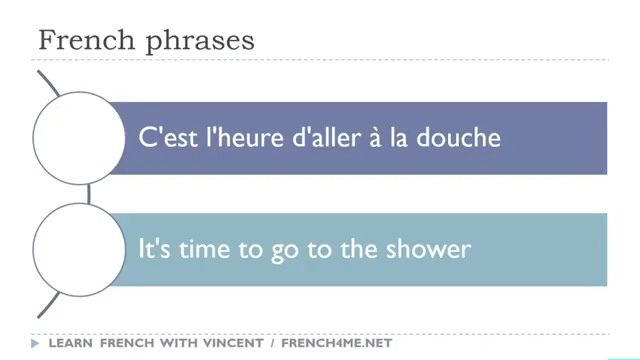 French phrases
C'est l'heure d'aller à la douche
It's time to go to the shower
LEARN FRENCH WITH VINCENT / FRENCH4ME.NET